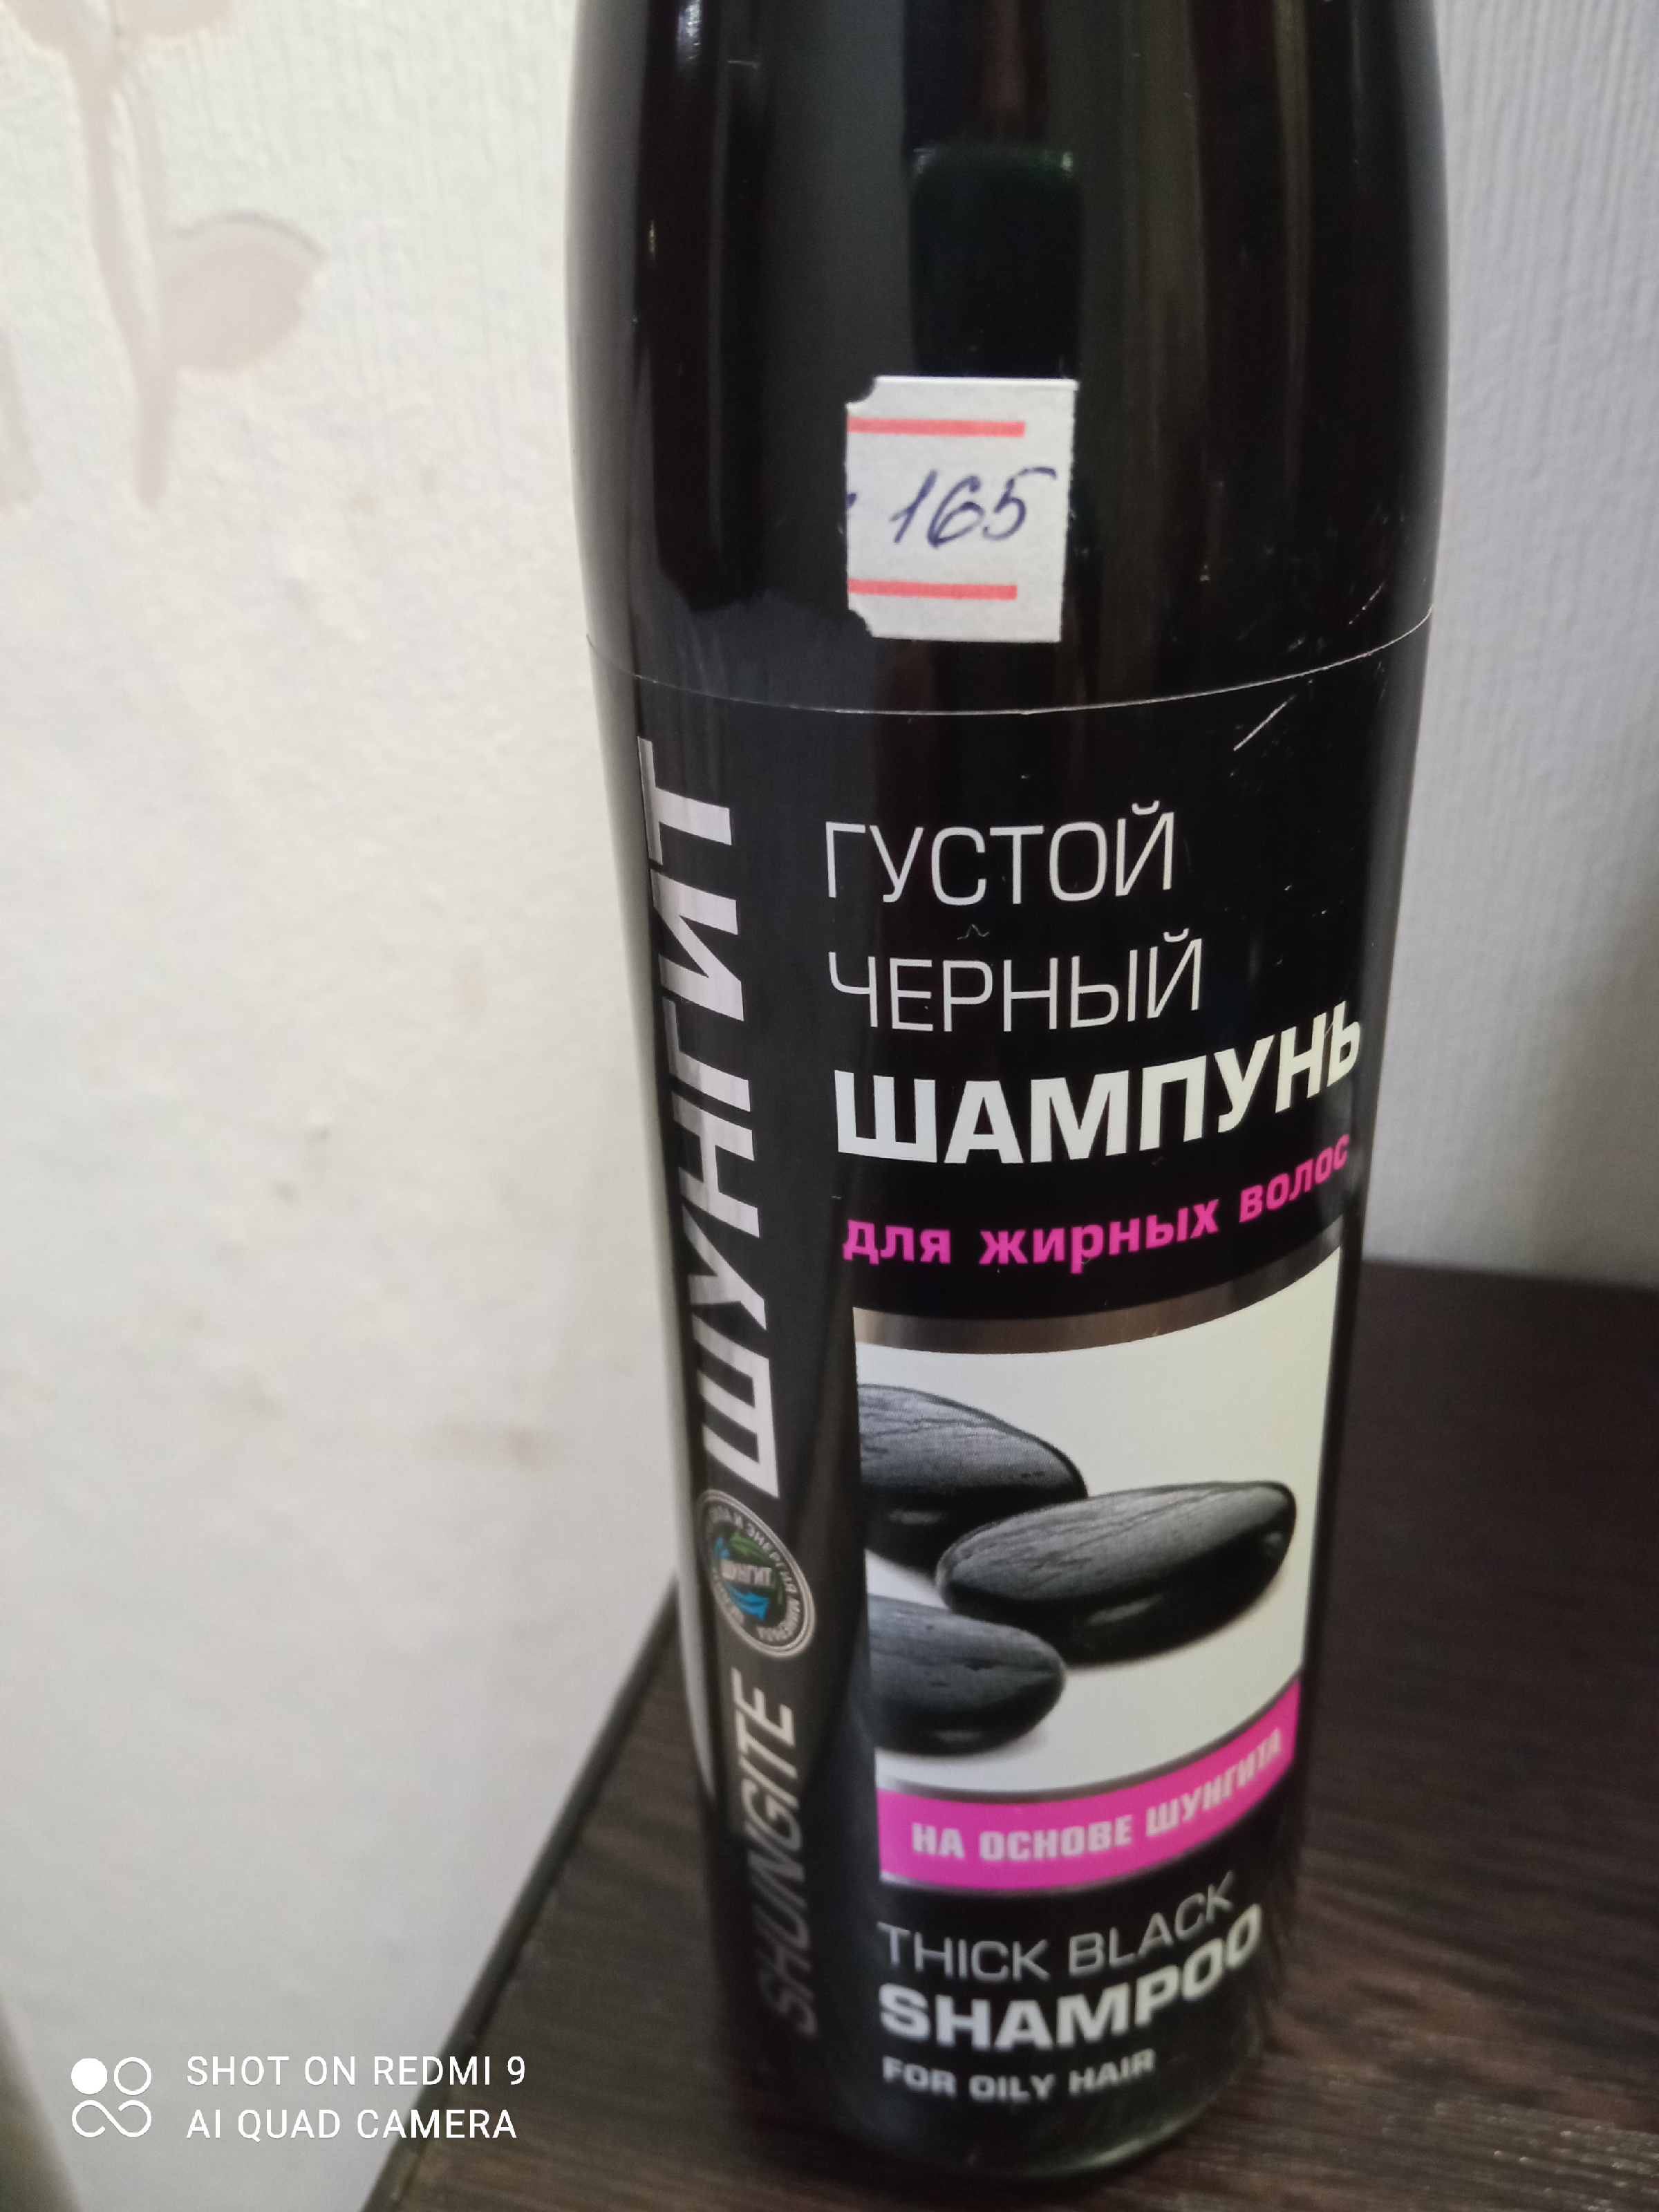 165
ГУСТОЙ
ЧЕРНЫЙ
ШАМПУНЬ
для жирных волос
ШУНГИТ
SHUNGITE
НА ОСНОВЕ ШУНГИТА
THICK BLACK
SHAMPOO
FOR OILY HAIR
SHOT ON REDMI 9
AI QUAD CAMERA